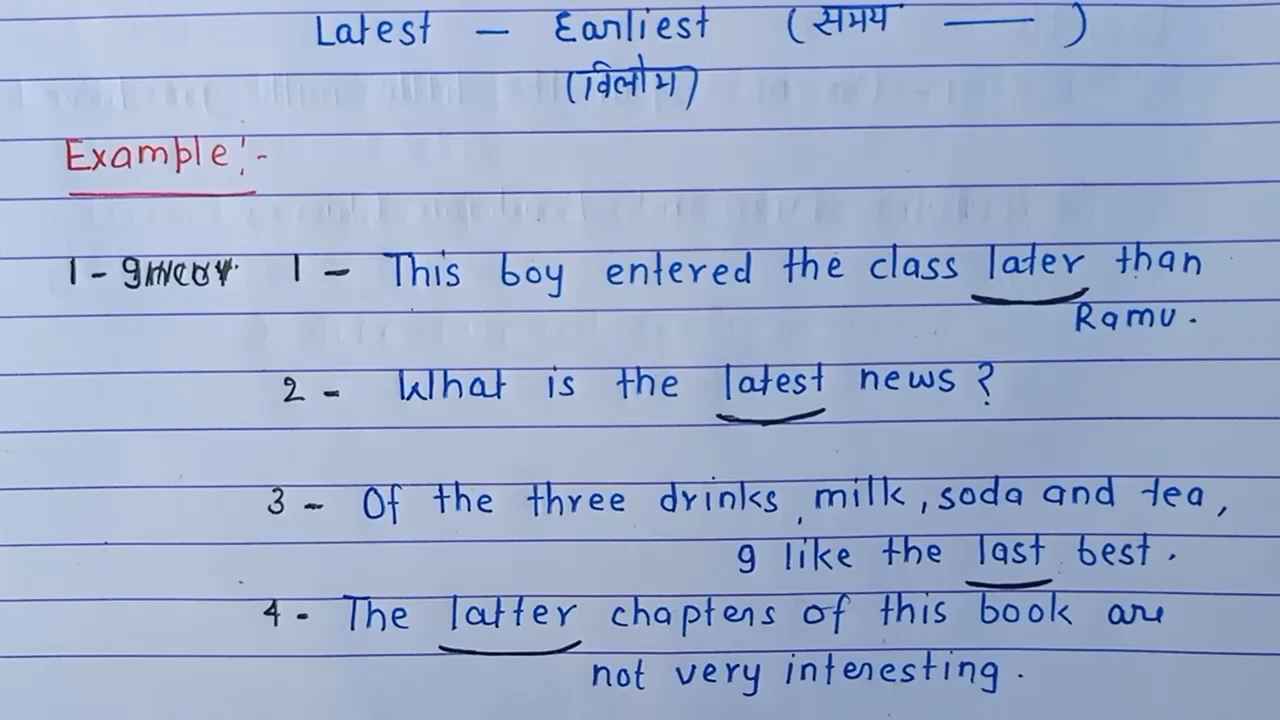 Latest – Earliest (समय —— )
(विलोम)
Example:-
1 - 1 – This boy entered the class later than
Ramu.
2 - What is the latest news?
3 - Of the three drinks, milk, soda and tea,
I like the last best.
4 - The latter chapters of this book are
not very interesting.